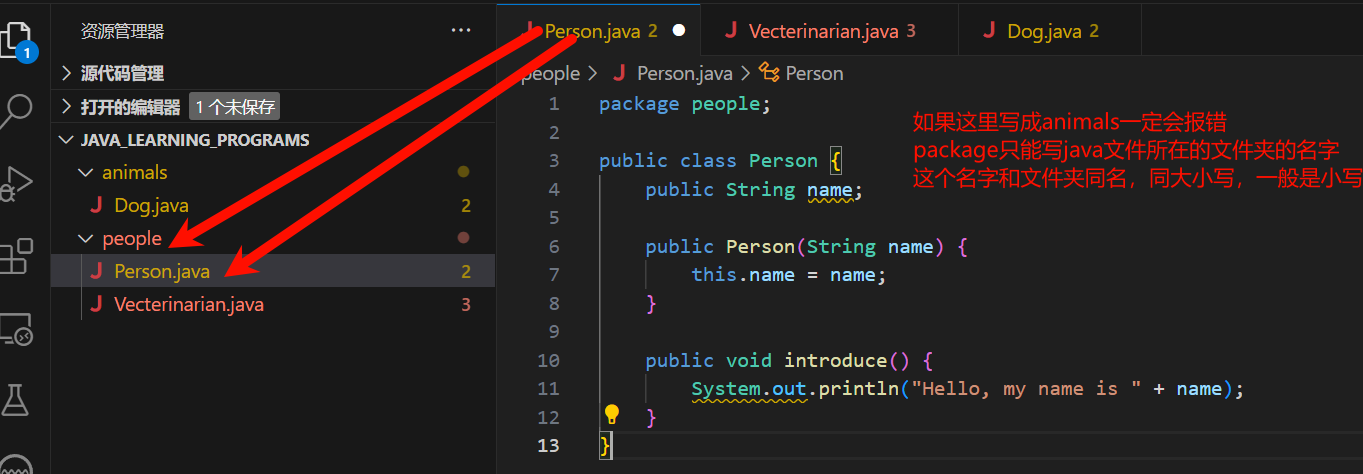 资源管理器
1
源代码管理
打开的编辑器 1 个未保存
JAVA_LEARNING_PROGRAMS
animals
J Dog.java 2
people
J Person.java 2
J Vecterinarian.java 3
J Person.java 2
J Vecterinarian.java 3
J Dog.java 2
people > J Person.java > Person
1 package people;
2
3 public class Person {
4 public String name;
5
6 public Person(String name) {
7 this.name = name;
8 }
9
10 public void introduce() {
11 System.out.println("Hello, my name is " + name);
12 }
13 }
如果这里写成animals一定会报错
package只能写java文件所在的文件夹的名字
这个名字和文件夹同名，同大小写，一般是小写